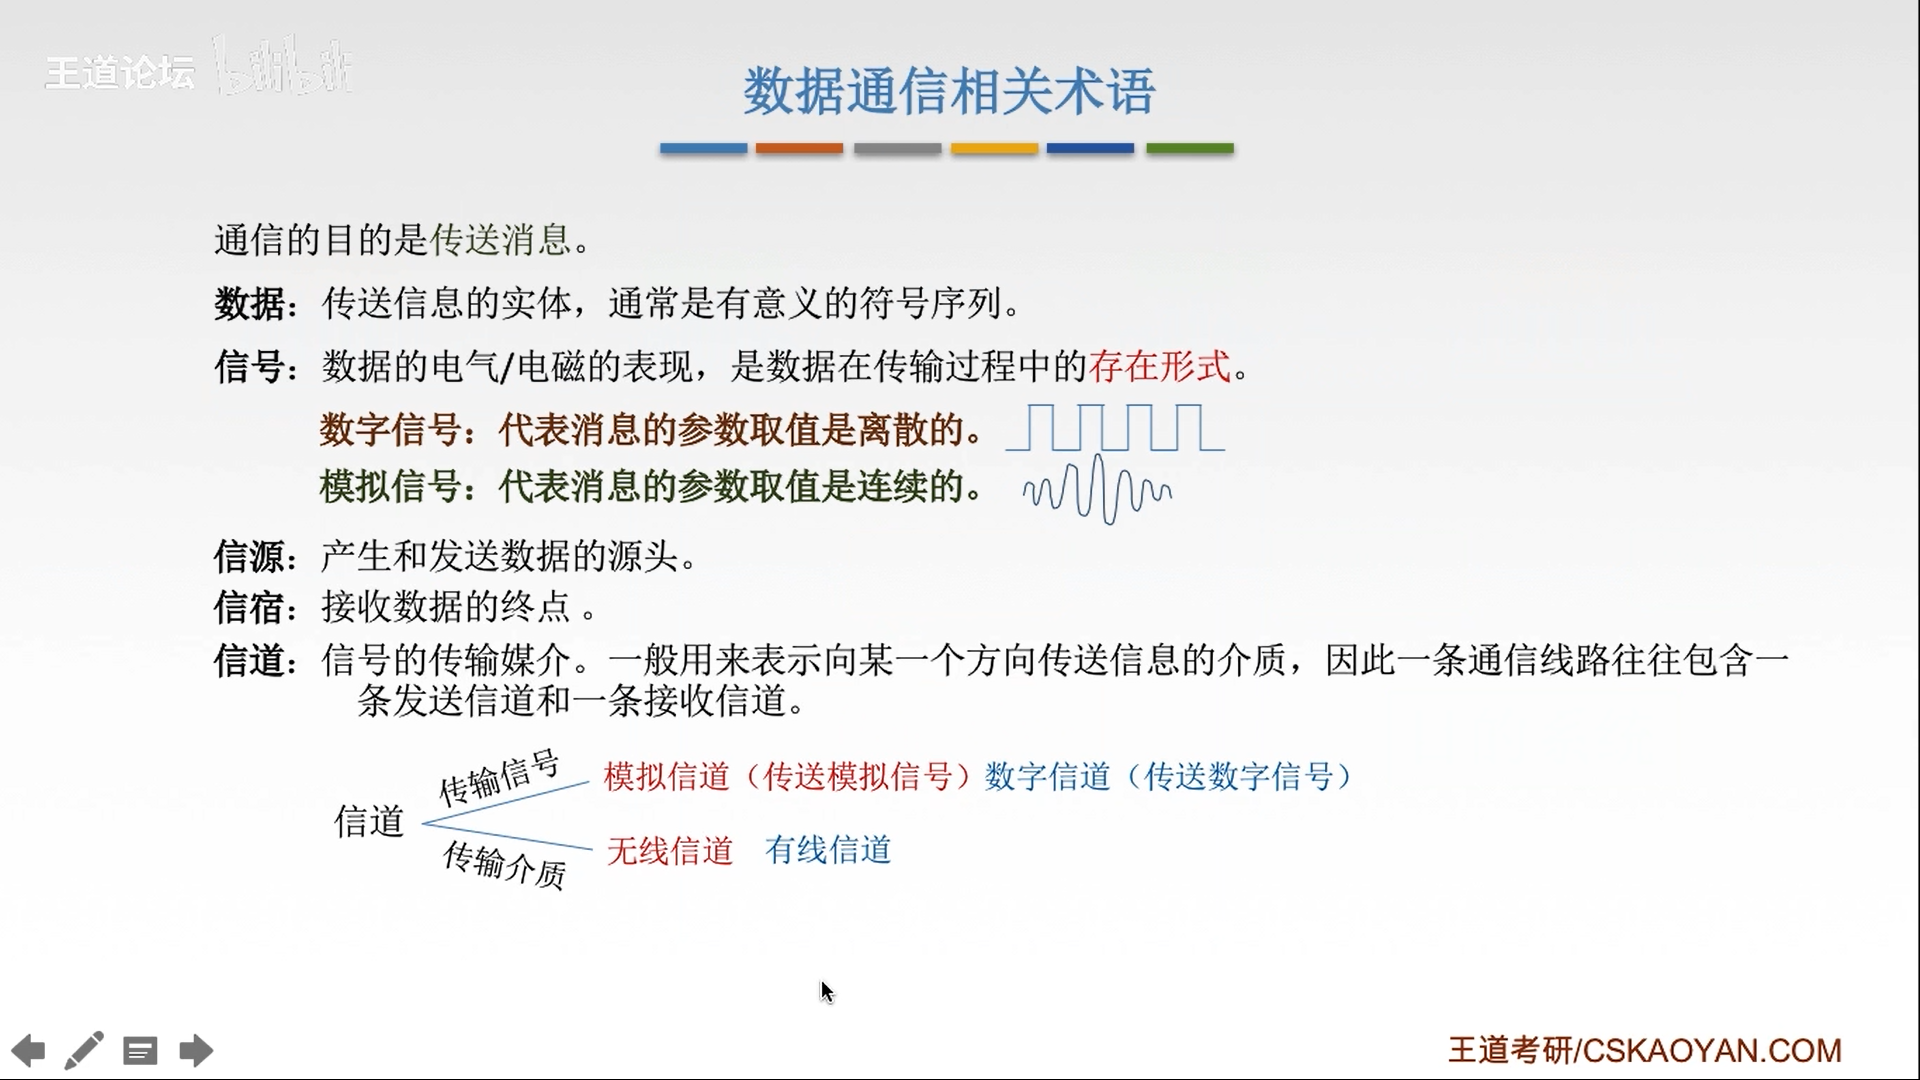 王道论坛 bilibili
数据通信相关术语
通信的目的是传送消息。
数据：传送信息的实体，通常是有意义的符号序列。
信号：数据的电气/电磁的表现，是数据在传输过程中的存在形式。
数字信号：代表消息的参数取值是离散的。
模拟信号：代表消息的参数取值是连续的。
信源：产生和发送数据的源头。
信宿：接收数据的终点 。
信道：信号的传输媒介。一般用来表示向某一个方向传送信息的介质，因此一条通信线路往往包含一
条发送信道和一条接收信道。
传输信号
模拟信道（传送模拟信号）数字信道（传送数字信号）
信道
传输介质
无线信道 有线信道
王道考研/CSKAOYAN.COM